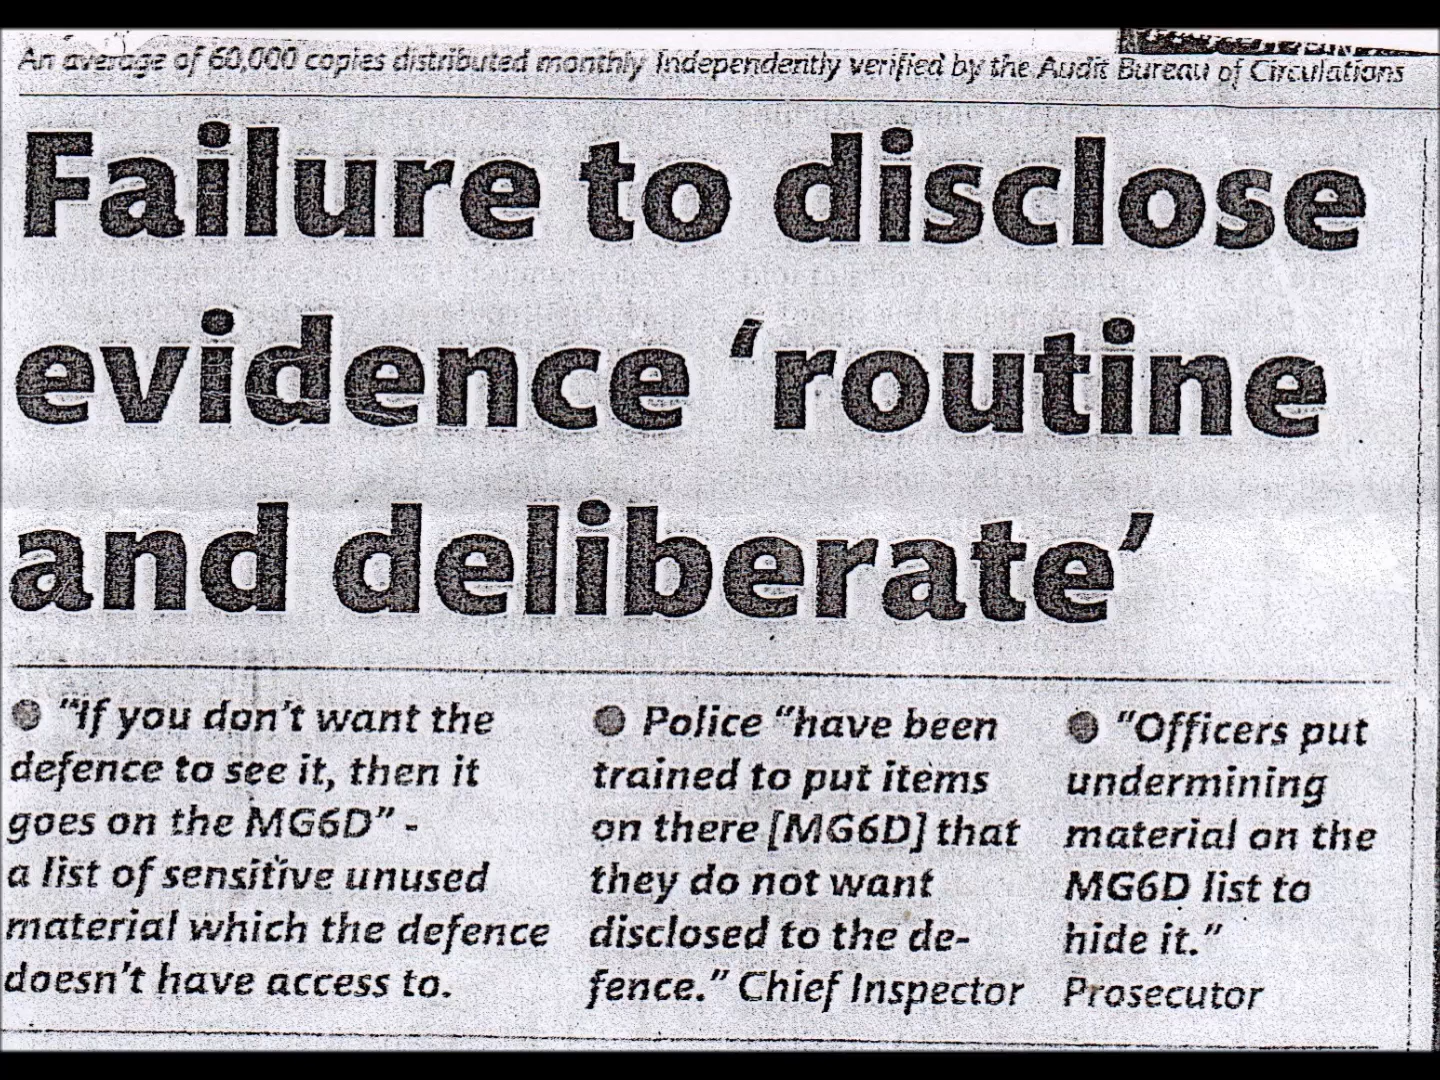 An average of 60,000 copies distributed monthly Independently verified by the Audit Bureau of Circulations
Failure to disclose
evidence ‘routine
and deliberate’
● “If you don’t want the
defence to see it, then it
goes on the MG6D” -
a list of sensitive unused
material which the defence
doesn’t have access to.
● Police “have been
trained to put items
on there [MG6D] that
they do not want
disclosed to the de-
fence.” Chief Inspector
● “Officers put
undermining
material on the
MG6D list to
hide it.”
Prosecutor